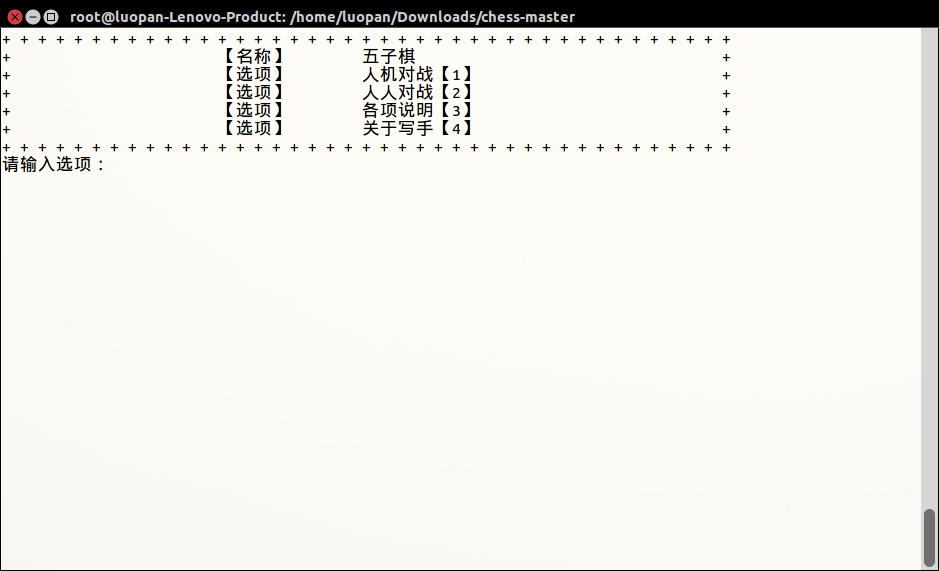 root@luopan-Lenovo-Product: /home/luopan/Downloads/chess-master
+ + + + + + + + + + + + + + + + + + + + + + + + + + + + + + + + + + + + + + + + +
+ 【名称】 五子棋 +
+ 【选项】 人机对战【1】 +
+ 【选项】 人人对战【2】 +
+ 【选项】 各项说明【3】 +
+ 【选项】 关于写手【4】 +
+ + + + + + + + + + + + + + + + + + + + + + + + + + + + + + + + + + + + + + + + +
请输入选项：